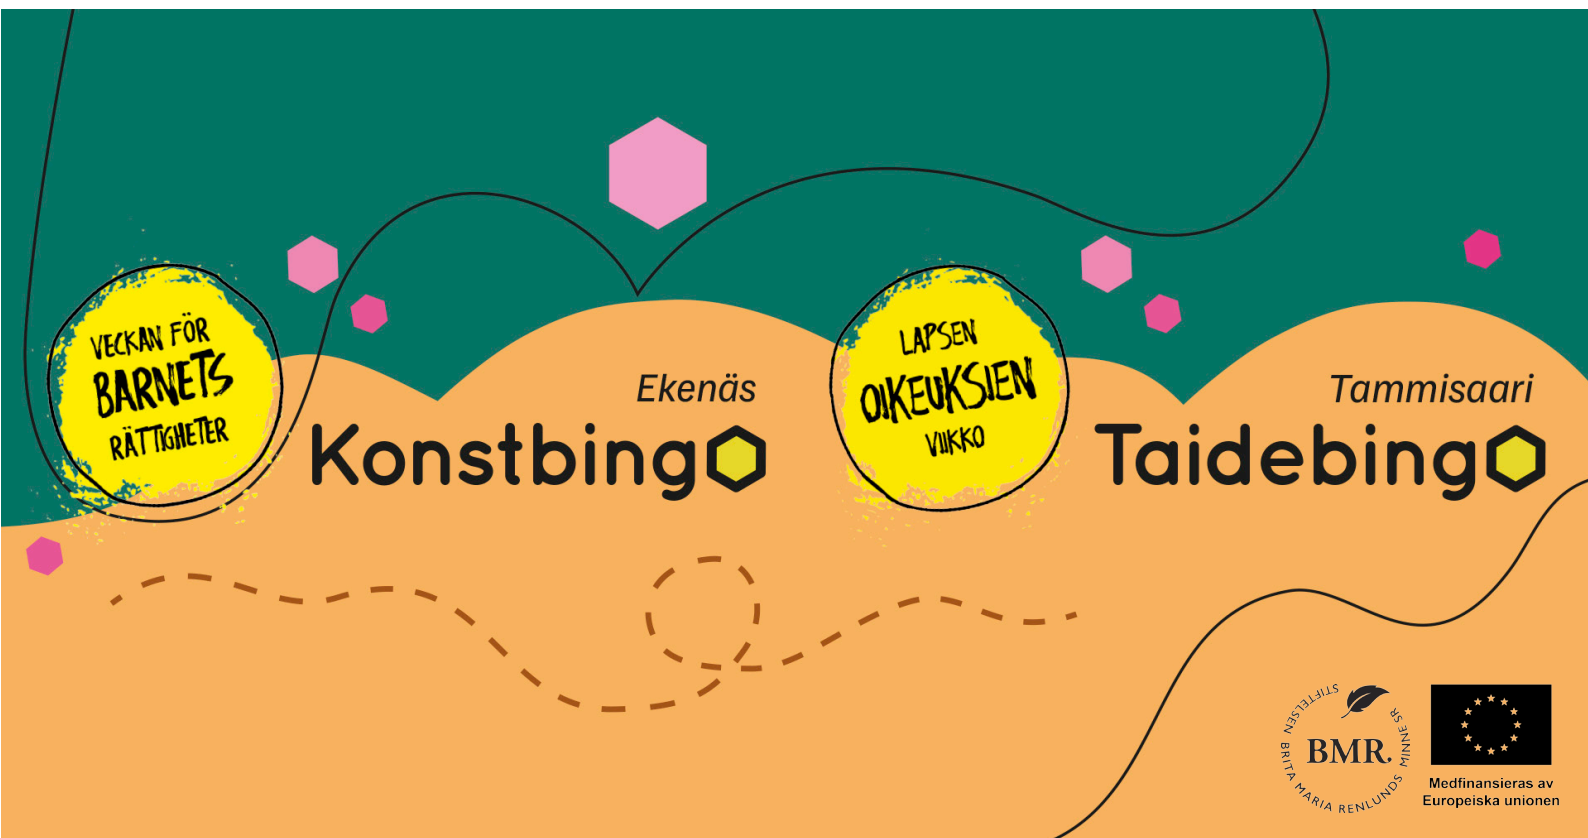 VECKAN FÖR
BARNETS
RÄTTIGHETER
Ekenäs
Konstbingo
LAPSEN
OIKEUKSIEN
VIIKKO
Tammisaari
Taidebingo
STIFTELSEN BRITA MARIA RENLUNDS MINNE SR
BMR.
Medfinansieras av
Europeiska unionen